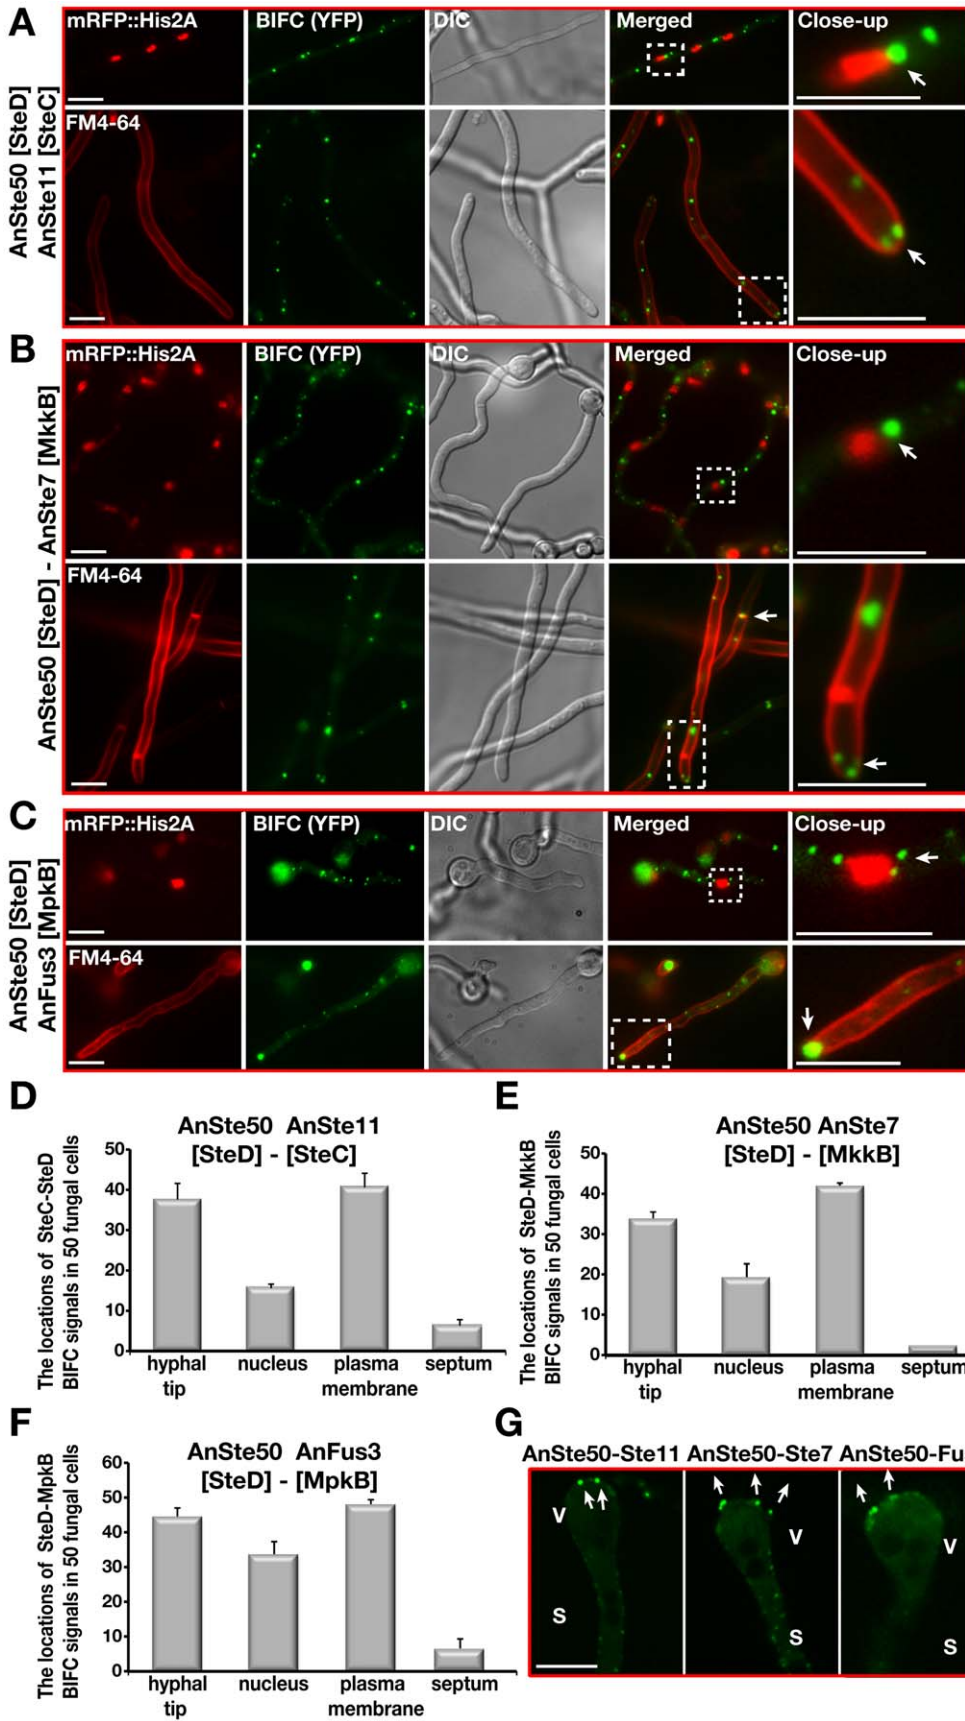 A
mRFP::His2A
BIFC (YFP)
DIC
Merged
Close-up
AnSte50 [SteD]
AnSte11 [SteC]
FM4-64
B
mRFP::His2A
BIFC (YFP)
DIC
Merged
Close-up
AnSte50 [SteD] - AnSte7 [MkkB]
FM4-64
C
mRFP::His2A
BIFC (YFP)
DIC
Merged
Close-up
AnSte50 [SteD]
AnFus3 [MpkB]
FM4-64
D
AnSte50 AnSte11
[SteD] - [SteC]
The locations of SteC-SteD
BIFC signals in 50 fungal cells
50
40
30
20
10
0
hyphal
tip
nucleus
plasma
membrane
septum
E
AnSte50 AnSte7
[SteD] - [MkkB]
The locations of SteD-MkkB
BIFC signals in 50 fungal cells
50
40
30
20
10
0
hyphal
tip
nucleus
plasma
membrane
septum
F
AnSte50 AnFus3
[SteD] - [MpkB]
The locations of SteD-MpkB
BIFC signals in 50 fungal cells
60
50
40
30
20
10
0
hyphal
tip
nucleus
plasma
membrane
septum
G
AnSte50-Ste11
AnSte50-Ste7
AnSte50-Fu
V
S
V
S
V
S